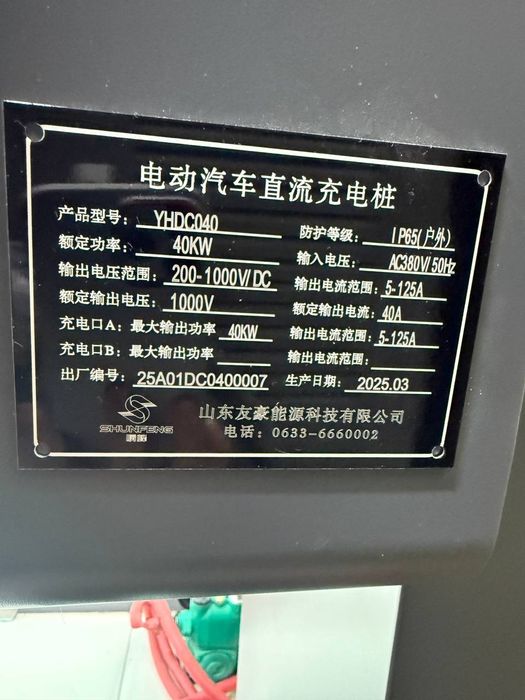 电动汽车直流充电桩
产品型号： YHDC040 防护等级： IP65(户外)
额定功率： 40KW 输入电压： AC380V/50Hz
输出电压范围： 200-1000V/DC 输出电流范围： 5-125A
额定输出电压： 1000V 额定输出电流： 40A
充电口A：最大输出功率 40KW 输出电流范围： 5-125A
充电口B：最大输出功率 输出电流范围：
出厂编号： 25A01DC0400007 生产日期： 2025.03
SHUNFENG
山东友豪能源科技有限公司
电话：0633-6660002